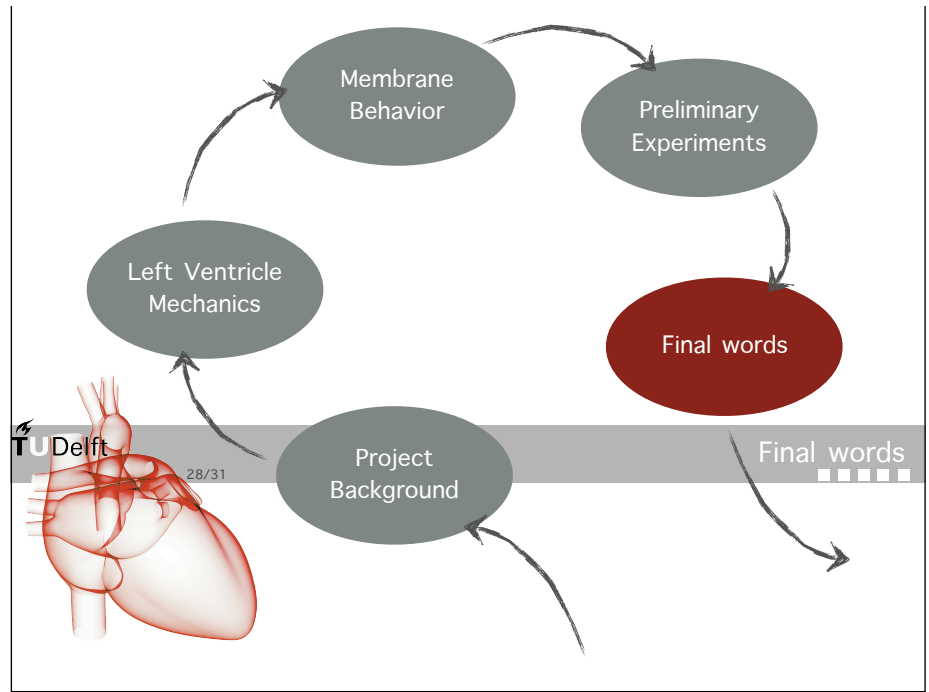 Membrane
Behavior
Preliminary
Experiments
Left Ventricle
Mechanics
Final words
Project
Background
TUDelft
28/31
Final words